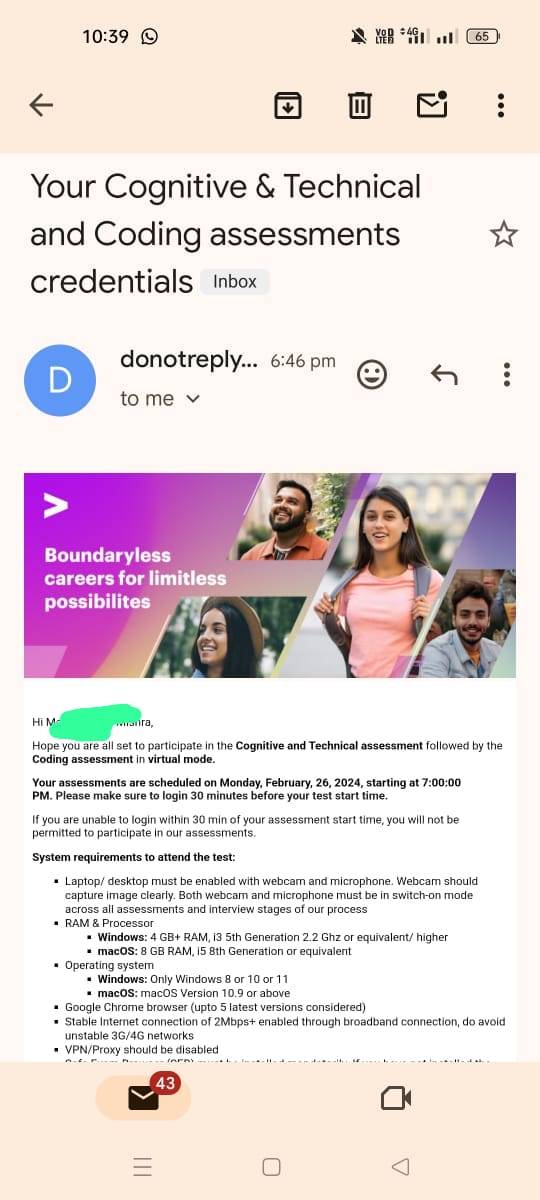 10:39
VoD LTE2 4G 65
Your Cognitive & Technical
and Coding assessments
credentials Inbox
D
donotreply... 6:46 pm
to me
>
Boundaryless
careers for limitless
possibilites
Hi
Hope you are all set to participate in the Cognitive and Technical assessment followed by the
Coding assessment in virtual mode.
Your assessments are scheduled on Monday, February, 26, 2024, starting at 7:00:00
PM. Please make sure to login 30 minutes before your test start time.
If you are unable to login within 30 min of your assessment start time, you will not be
permitted to participate in our assessments.
System requirements to attend the test:
▪ Laptop/ desktop must be enabled with webcam and microphone. Webcam should
capture image clearly. Both webcam and microphone must be in switch-on mode
across all assessments and interview stages of our process
▪ RAM & Processor
▪ Windows: 4 GB+ RAM, i3 5th Generation 2.2 Ghz or equivalent/ higher
▪ macOS: 8 GB RAM, i5 8th Generation or equivalent
▪ Operating system
▪ Windows: Only Windows 8 or 10 or 11
▪ macOS: macOS Version 10.9 or above
▪ Google Chrome browser (upto 5 latest versions considered)
▪ Stable Internet connection of 2Mbps+ enabled through broadband connection, do avoid
unstable 3G/4G networks
▪ VPN/Proxy should be disabled
43